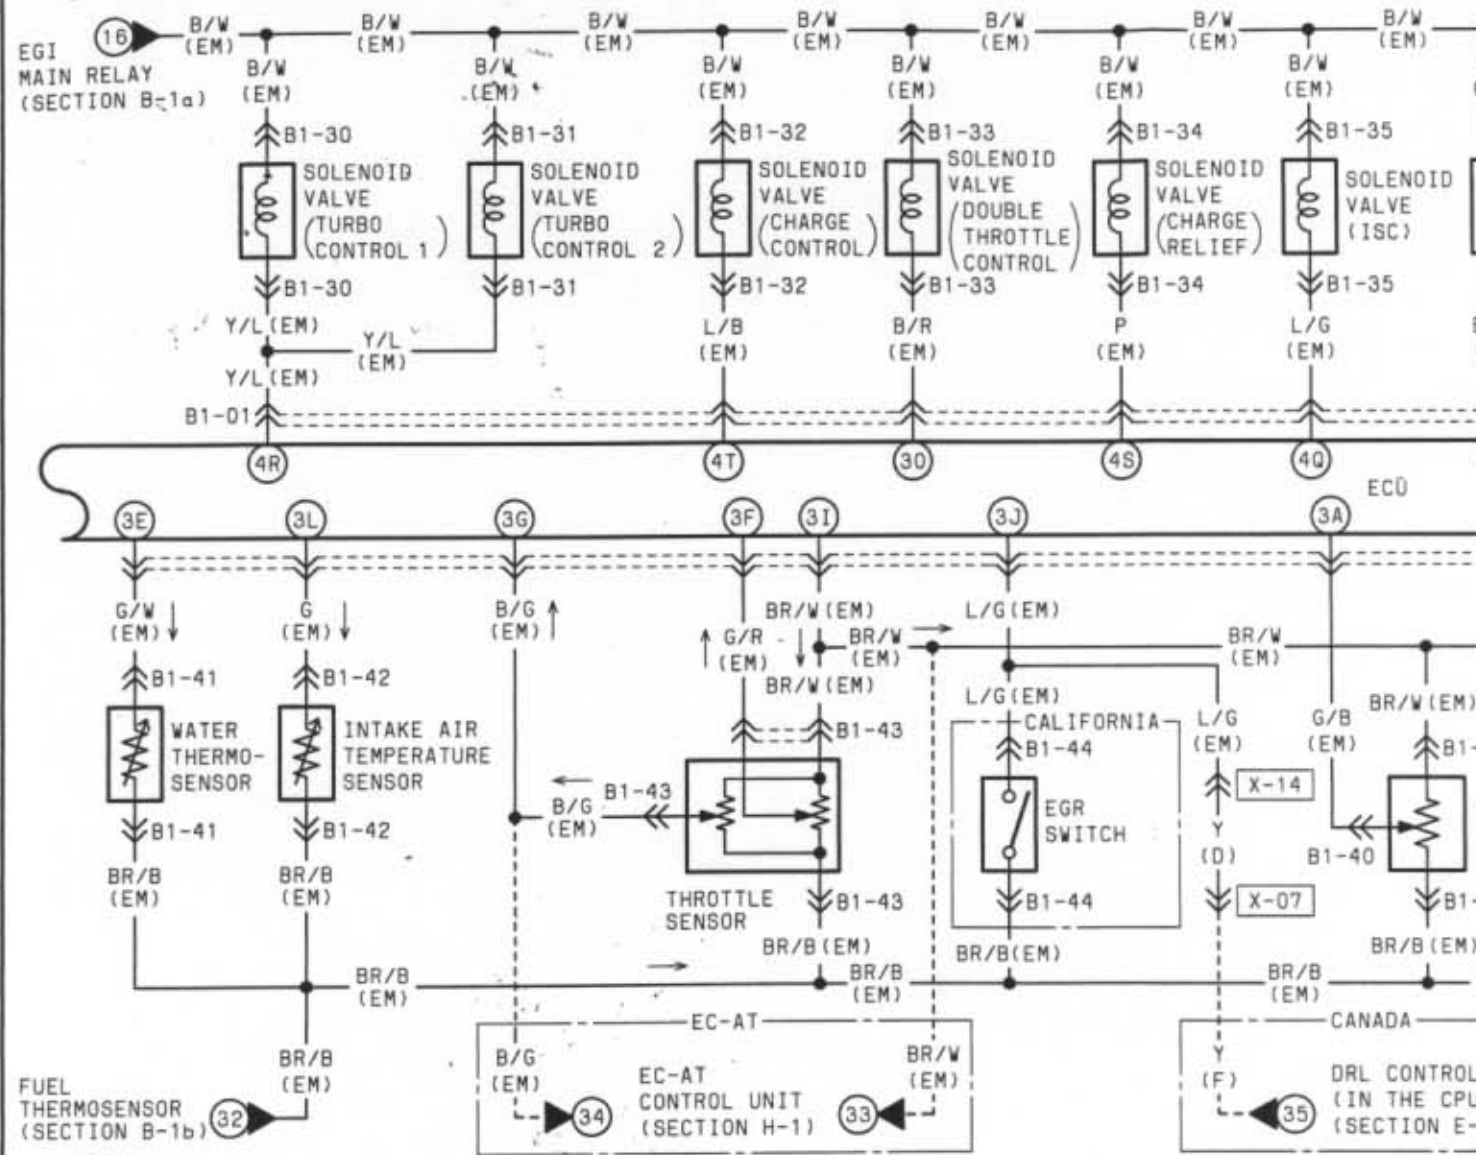 16
B/W
(EM)
B/W
(EM)
B/W
(EM)
B/W
(EM)
B/W
(EM)
B/W
(EM)
B/W
(EM)
EGI
MAIN RELAY
(SECTION B-1a)
B/W
(EM)
B/W
(EM)
B/W
(EM)
B/W
(EM)
B/W
(EM)
B/W
(EM)
B1-30
B1-31
B1-32
B1-33
B1-34
B1-35
SOLENOID
VALVE
(TURBO
CONTROL 1)
SOLENOID
VALVE
(TURBO
CONTROL 2)
SOLENOID
VALVE
(CHARGE
CONTROL)
SOLENOID
VALVE
(DOUBLE
THROTTLE
CONTROL)
SOLENOID
VALVE
(CHARGE
RELIEF)
SOLENOID
VALVE
(ISC)
B1-30
B1-31
B1-32
B1-33
B1-34
B1-35
Y/L(EM)
Y/L
(EM)
Y/L(EM)
L/B
(EM)
B/R
(EM)
P
(EM)
L/G
(EM)
B1-01
4R
4T
3O
4S
4Q
ECU
3E
3L
3G
3F
3I
3J
3A
G/W
(EM)
G
(EM)
B/G
(EM)
G/R
(EM)
BR/W(EM)
BR/W
(EM)
BR/W(EM)
L/G(EM)
BR/W
(EM)
L/G(EM)
L/G
(EM)
G/B
(EM)
BR/W(EM)
B1-41
B1-42
B1-43
CALIFORNIA
B1-44
B1-
WATER
THERMO-
SENSOR
INTAKE AIR
TEMPERATURE
SENSOR
B1-43
B/G
(EM)
EGR
SWITCH
X-14
Y
(D)
B1-40
B1-41
B1-42
THROTTLE
SENSOR
B1-43
B1-44
X-07
B1-
BR/B
(EM)
BR/B
(EM)
BR/B(EM)
BR/B(EM)
BR/B(EM)
BR/B
(EM)
BR/B
(EM)
BR/B
(EM)
EC-AT
CANADA
BR/B
(EM)
B/G
(EM)
BR/W
(EM)
Y
(F)
FUEL
THERMOSENSOR
(SECTION B-1b)
32
34
EC-AT
CONTROL UNIT
(SECTION H-1)
33
35
DRL CONTROL
(IN THE CPU
(SECTION E-